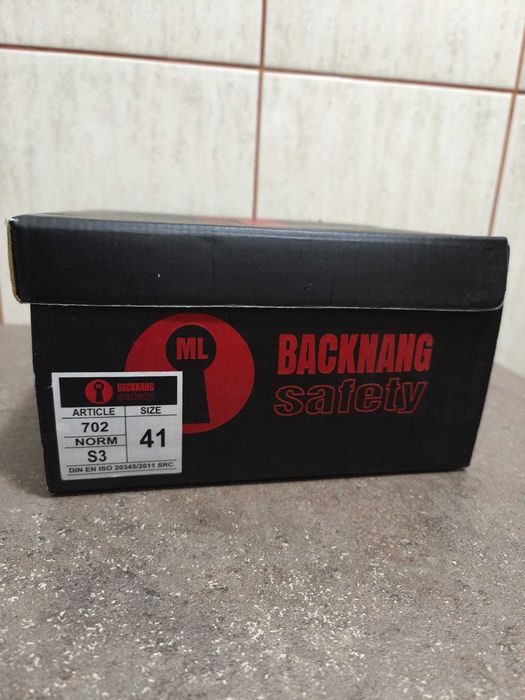 ML
BACKNANG
safety
BACKNANG
safety
ARTICLE SIZE
702
NORM
S3
41
DIN EN ISO 20345/2011 SRC.